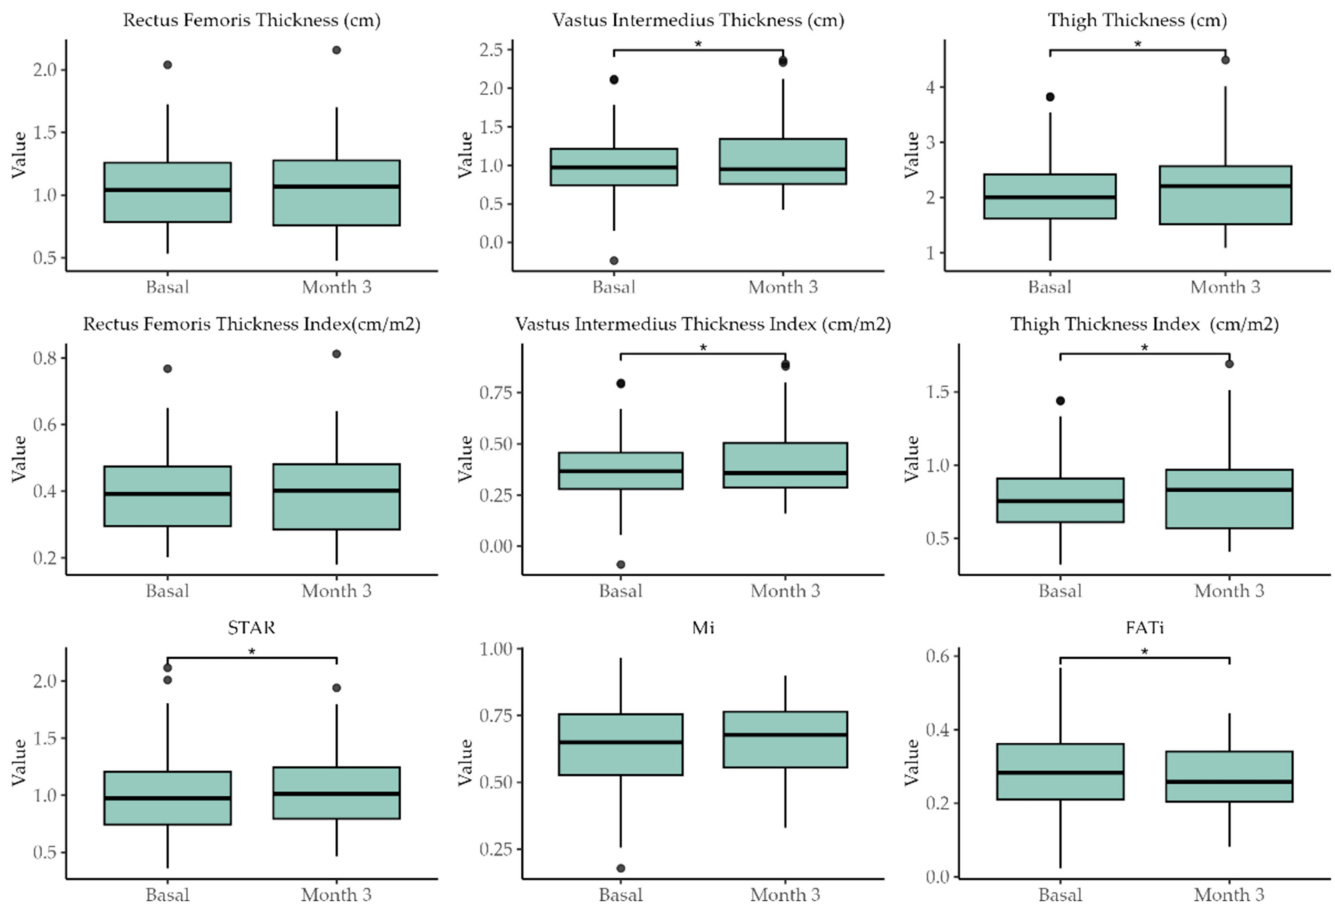 Rectus Femoris Thickness (cm)
Value
2.0
1.5
1.0
0.5
Basal
Month 3
Vastus Intermedius Thickness (cm)
Value
2.5
2.0
1.5
1.0
0.5
0.0
*
Basal
Month 3
Thigh Thickness (cm)
Value
4
3
2
1
*
Basal
Month 3
Rectus Femoris Thickness Index(cm/m2)
Value
0.8
0.6
0.4
0.2
Basal
Month 3
Vastus Intermedius Thickness Index (cm/m2)
Value
0.75
0.50
0.25
0.00
*
Basal
Month 3
Thigh Thickness Index (cm/m2)
Value
1.5
1.0
0.5
*
Basal
Month 3
STAR
Value
2.0
1.5
1.0
0.5
*
Basal
Month 3
Mi
Value
1.00
0.75
0.50
0.25
Basal
Month 3
FATi
Value
0.6
0.4
0.2
0.0
*
Basal
Month 3